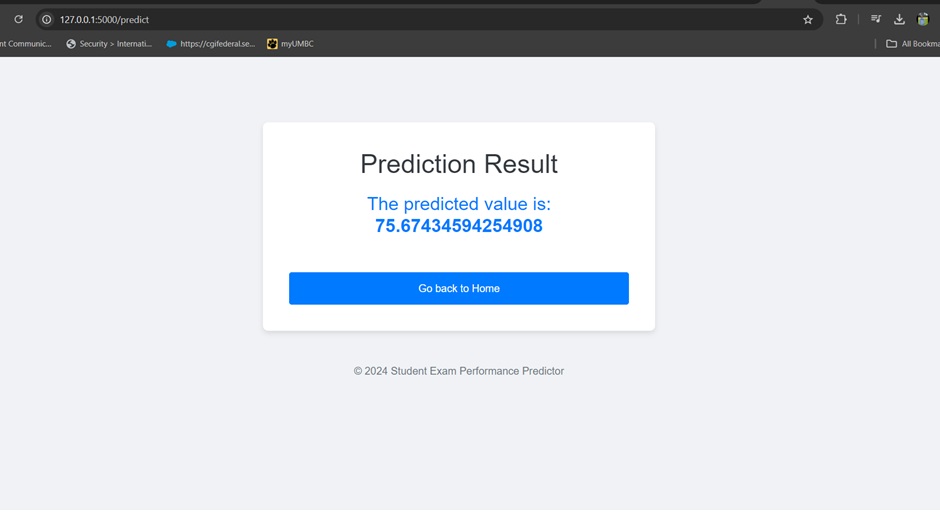 127.0.0.1:5000/predict
nt Communic... Security > Internati... https://cgifederal.se... myUMBC All Bookma
Prediction Result
The predicted value is:
75.67434594254908
Go back to Home
© 2024 Student Exam Performance Predictor